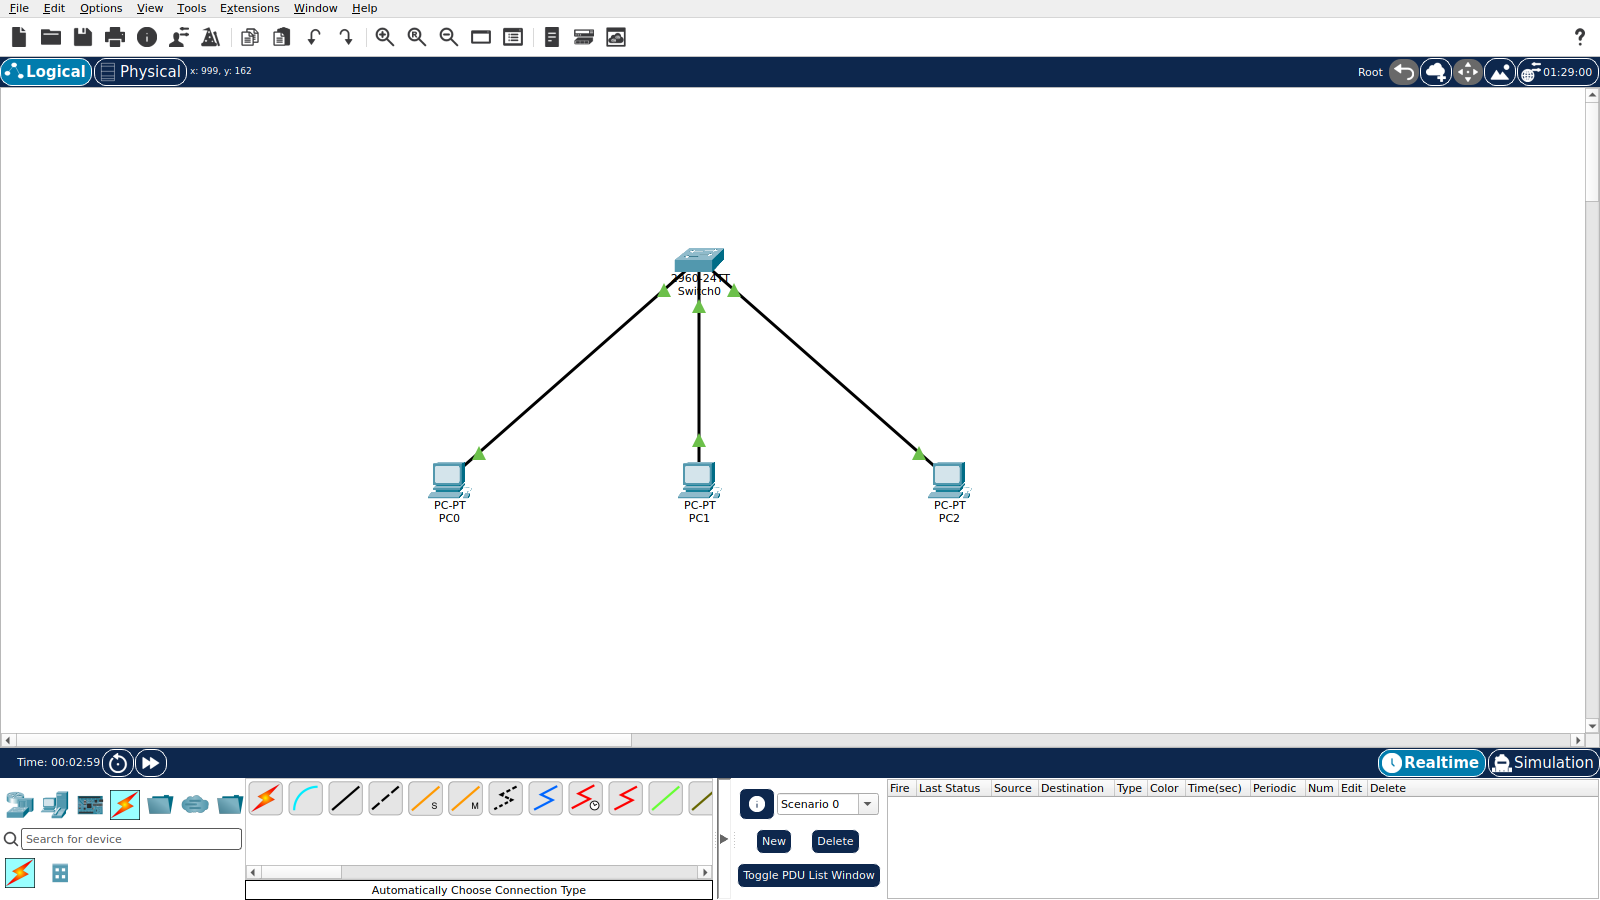 File Edit Options View Tools Extensions Window Help
Logical Physical x: 999, y: 162 Root 01:29:00
2960-24TT
Switch0
PC-PT PC-PT PC-PT
PC0 PC1 PC2
Time: 00:02:59 Realtime Simulation
S M
Search for device
Automatically Choose Connection Type
Scenario 0
New Delete
Toggle PDU List Window
Fire Last Status Source Destination Type Color Time(sec) Periodic Num Edit Delete